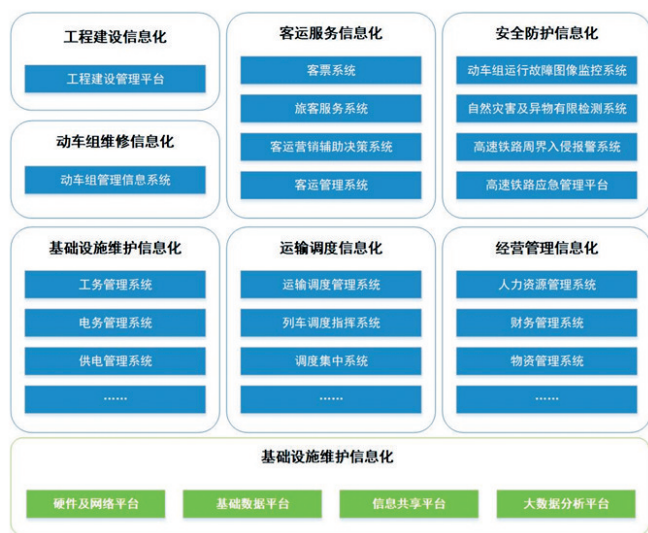 工程建设信息化
工程建设管理平台
动车组维修信息化
动车组管理信息系统
客运服务信息化
客票系统
旅客服务系统
客运营销辅助决策系统
客运管理系统
安全防护信息化
动车组运行故障图像监控系统
自然灾害及异物有限检测系统
高速铁路周界入侵报警系统
高速铁路应急管理平台
基础设施维护信息化
工务管理系统
电务管理系统
供电管理系统
……
运输调度信息化
运输调度管理系统
列车调度指挥系统
调度集中系统
……
经营管理信息化
人力资源管理系统
财务管理系统
物资管理系统
……
基础设施维护信息化
硬件及网络平台
基础数据平台
信息共享平台
大数据分析平台